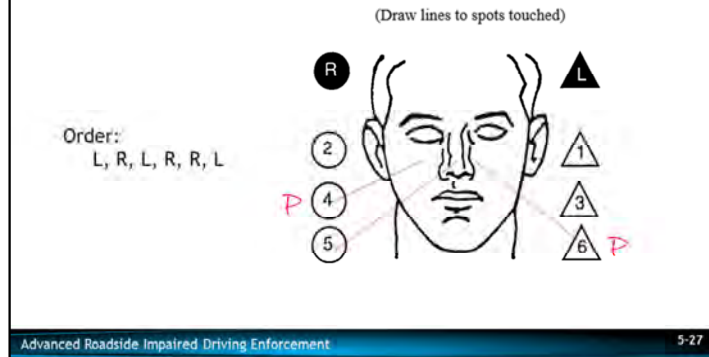 (Draw lines to spots touched)
R
L
Order:
L, R, L, R, R, L
2
1
P 4
3
5
6 P
Advanced Roadside Impaired Driving Enforcement
5-27